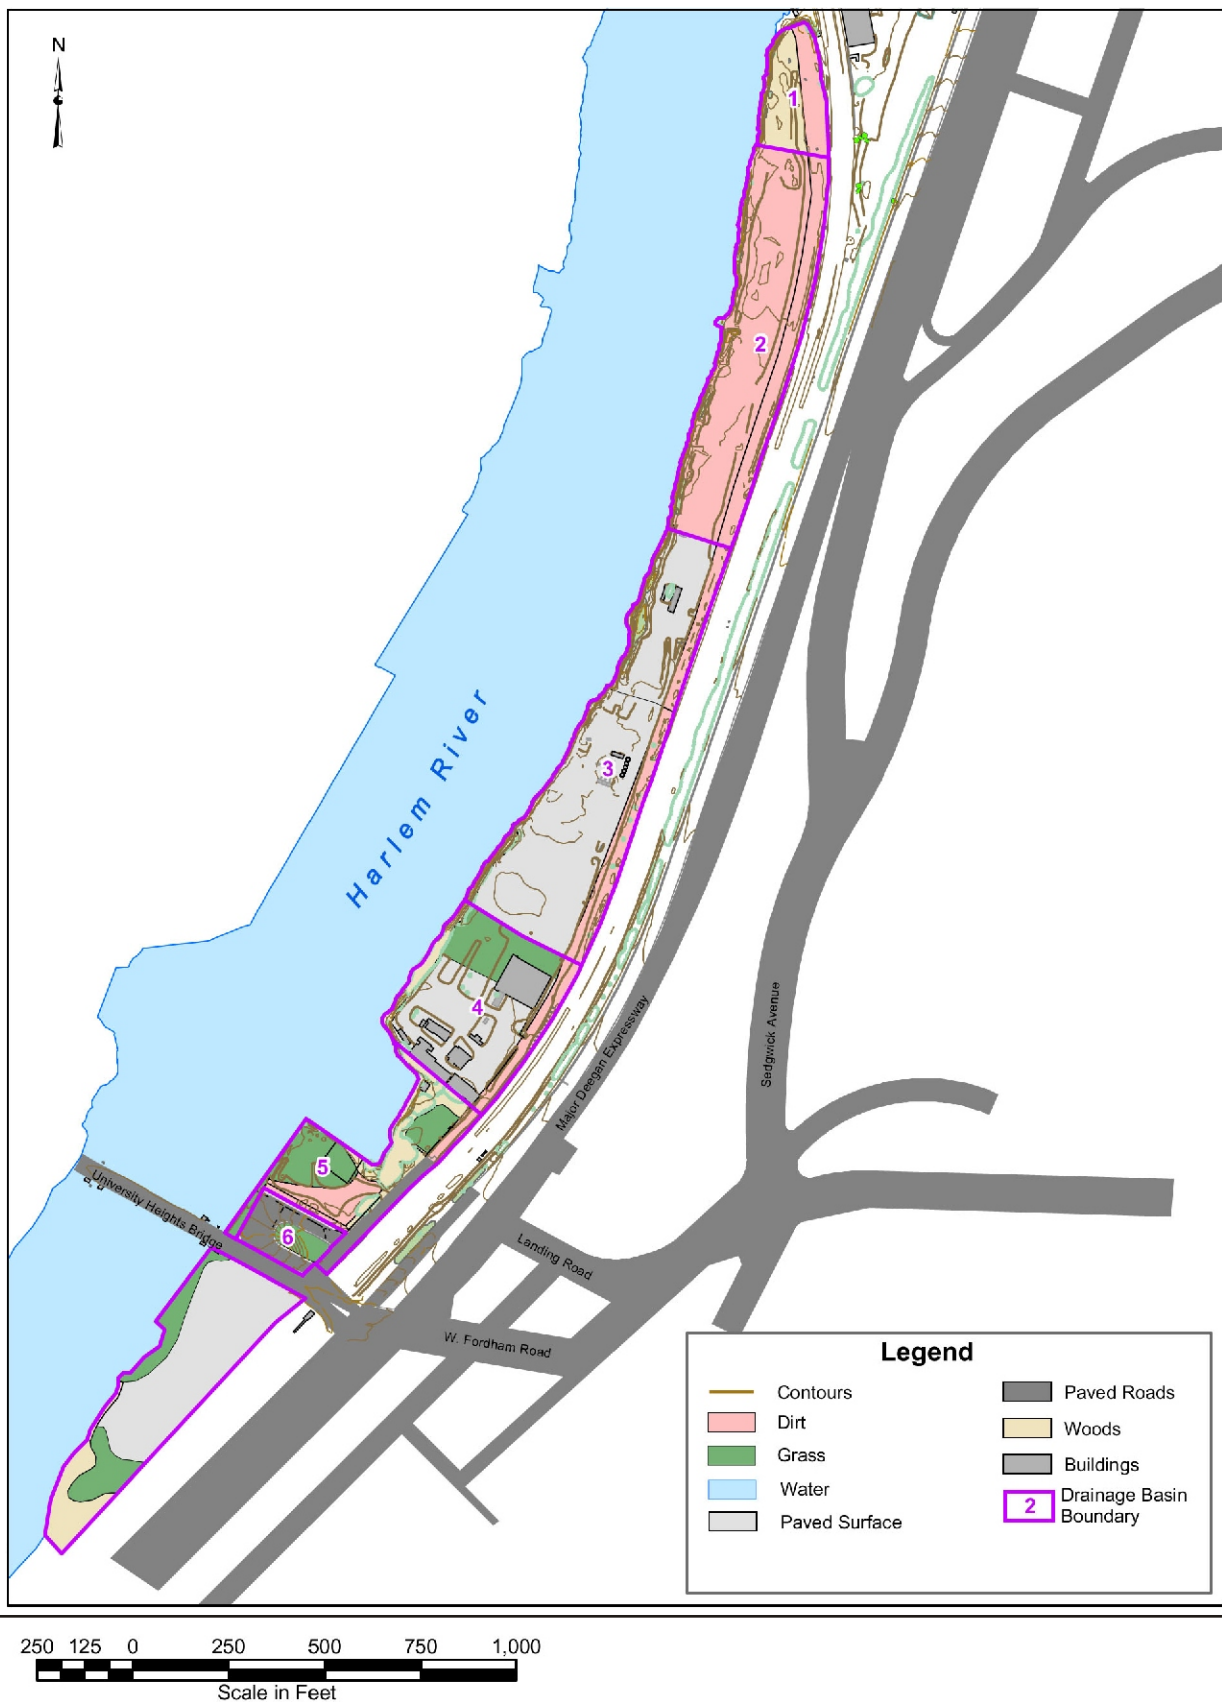 N
1
2
3
Harlem River
4
Major Deegan Expressway
Sedgwick Avenue
5
University Heights Bridge
6
Landing Road
W. Fordham Road
Legend
Contours
Dirt
Grass
Water
Paved Surface
Paved Roads
Woods
Buildings
2
Drainage Basin
Boundary
250 125 0 250 500 750 1,000
Scale in Feet